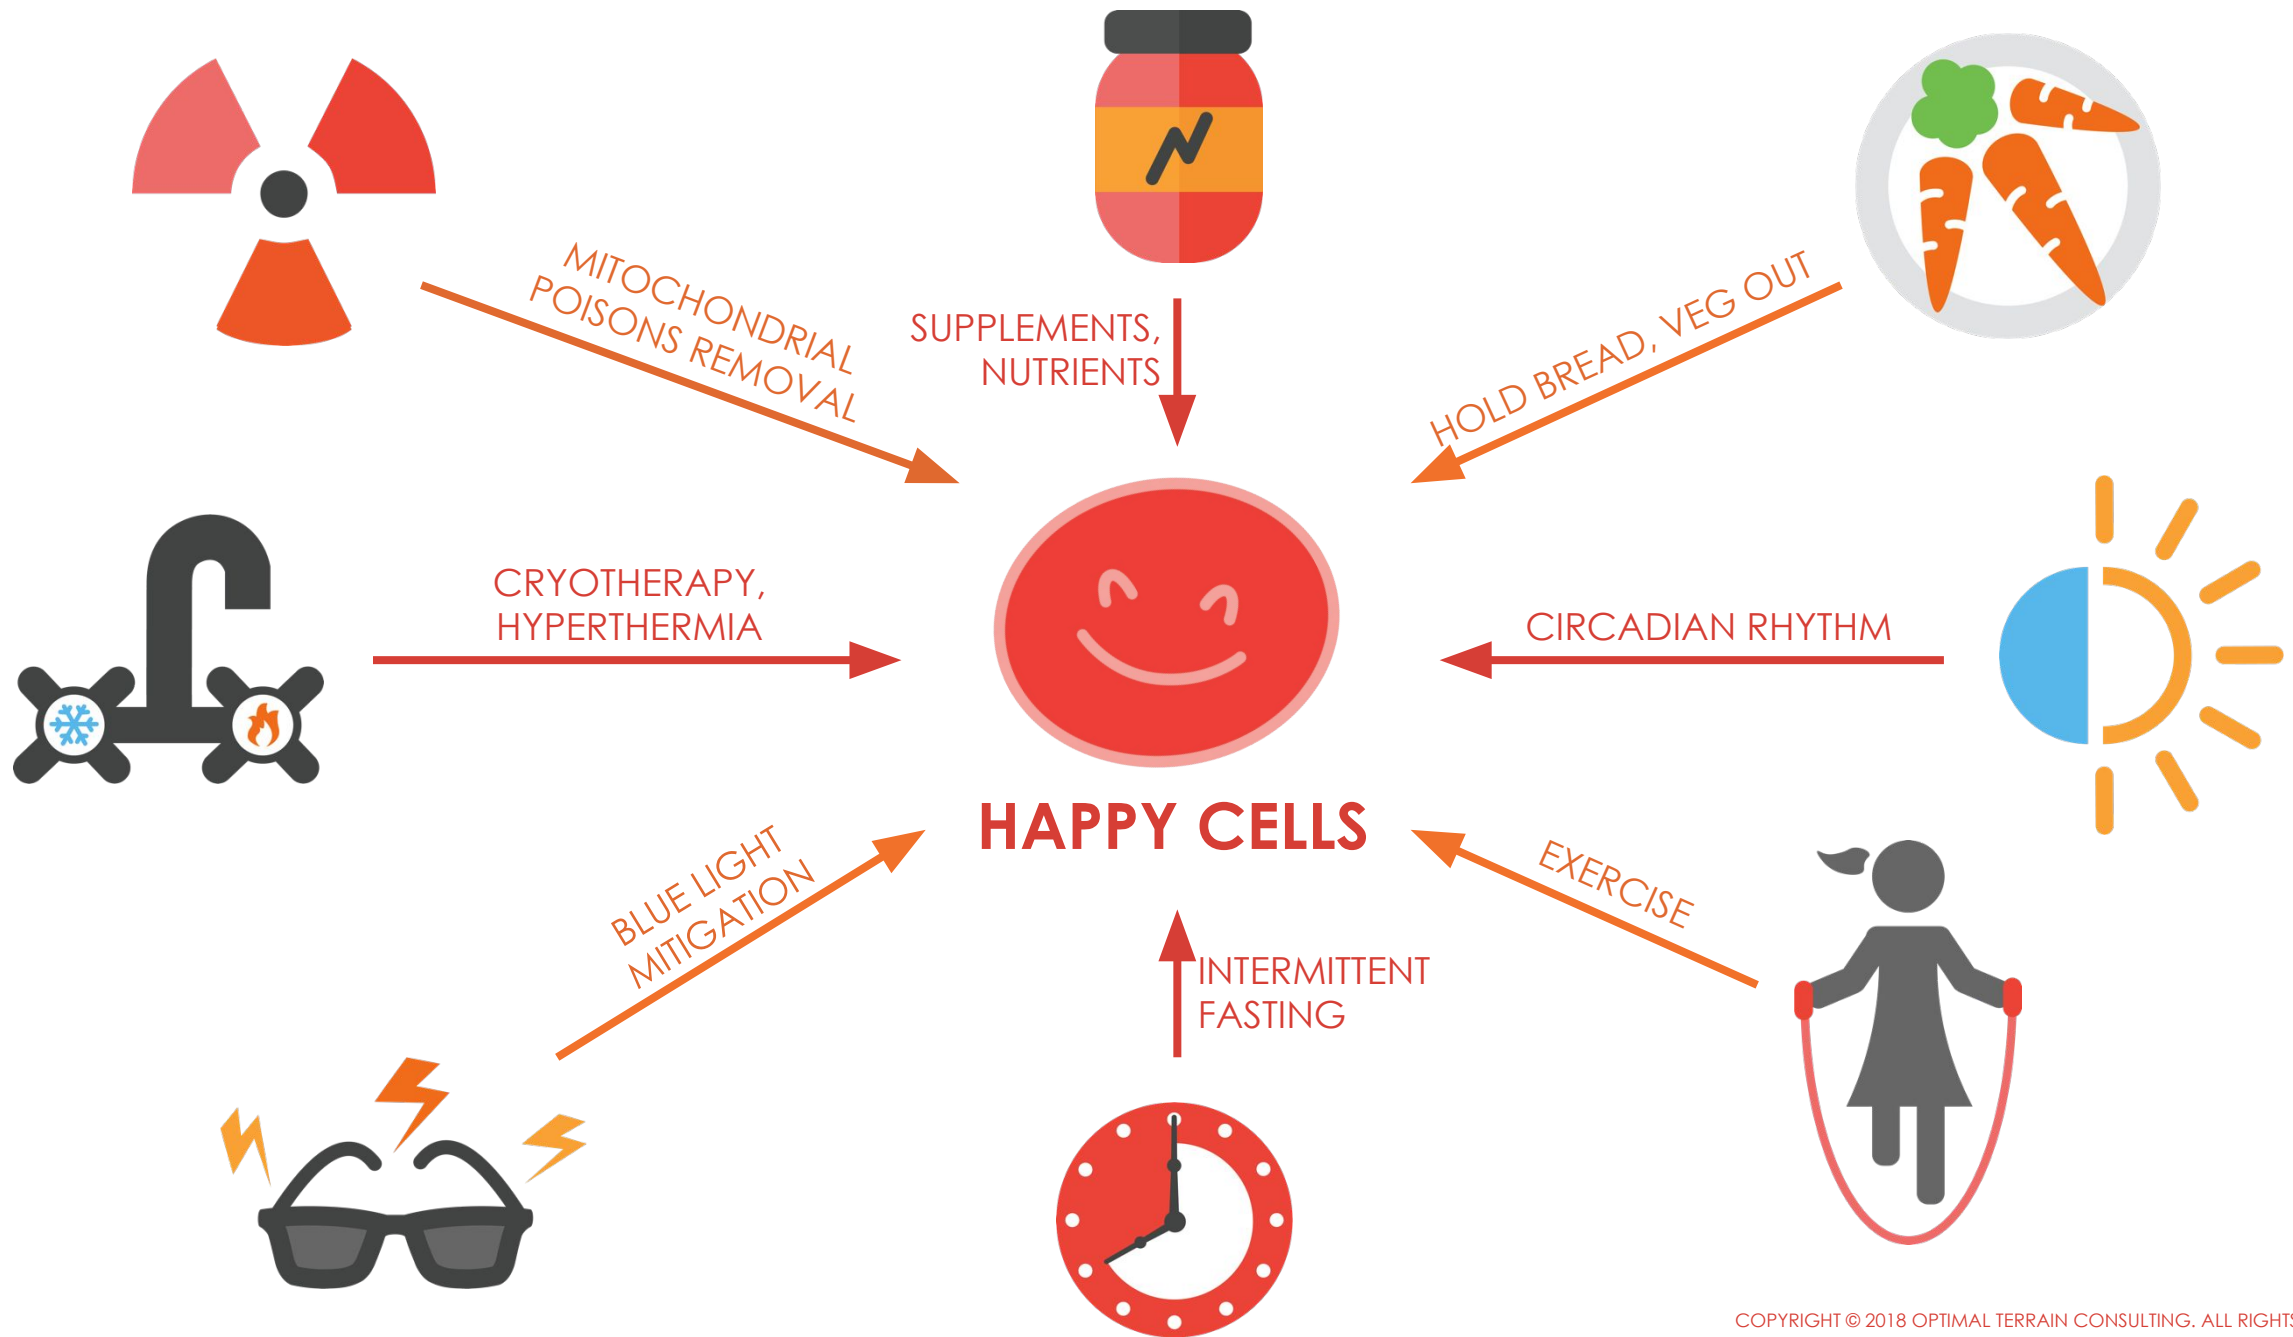 MITOCHONDRIAL
POISONS REMOVAL
SUPPLEMENTS,
NUTRIENTS
HOLD BREAD, VEG OUT
CRYOTHERAPY,
HYPERTHERMIA
CIRCADIAN RHYTHM
HAPPY CELLS
BLUE LIGHT
MITIGATION
EXERCISE
INTERMITTENT
FASTING
COPYRIGHT © 2018 OPTIMAL TERRAIN CONSULTING. ALL RIGHTS